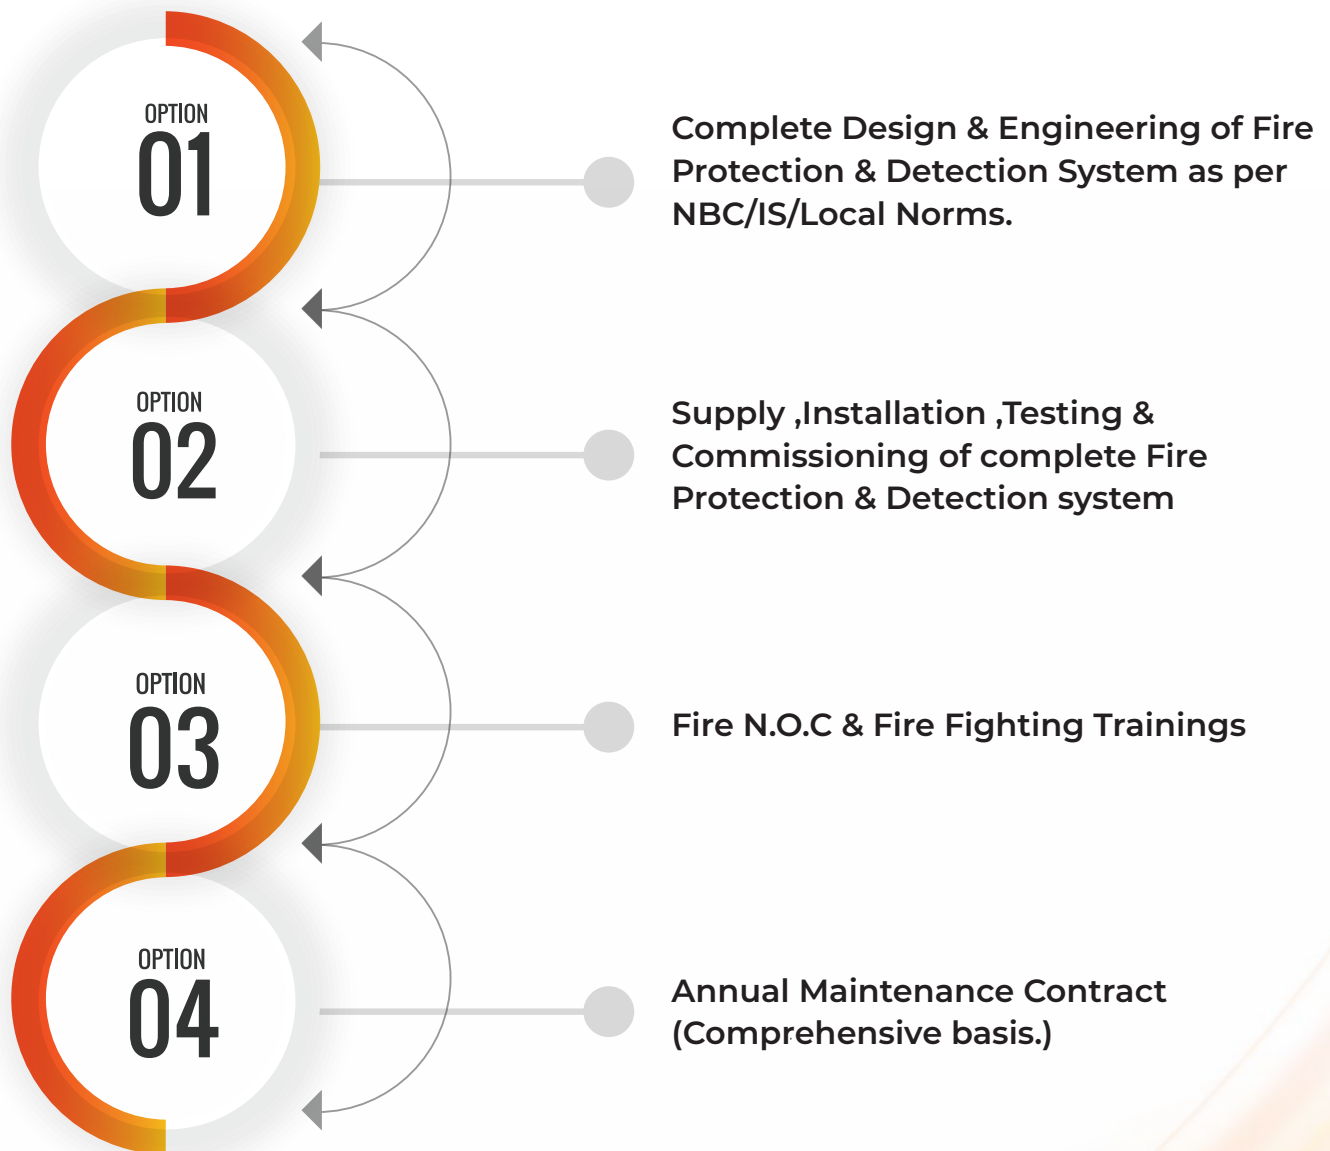 OPTION
01
Complete Design & Engineering of Fire
Protection & Detection System as per
NBC/IS/Local Norms.
OPTION
02
Supply ,Installation ,Testing &
Commissioning of complete Fire
Protection & Detection system
OPTION
03
Fire N.O.C & Fire Fighting Trainings
OPTION
04
Annual Maintenance Contract
(Comprehensive basis.)